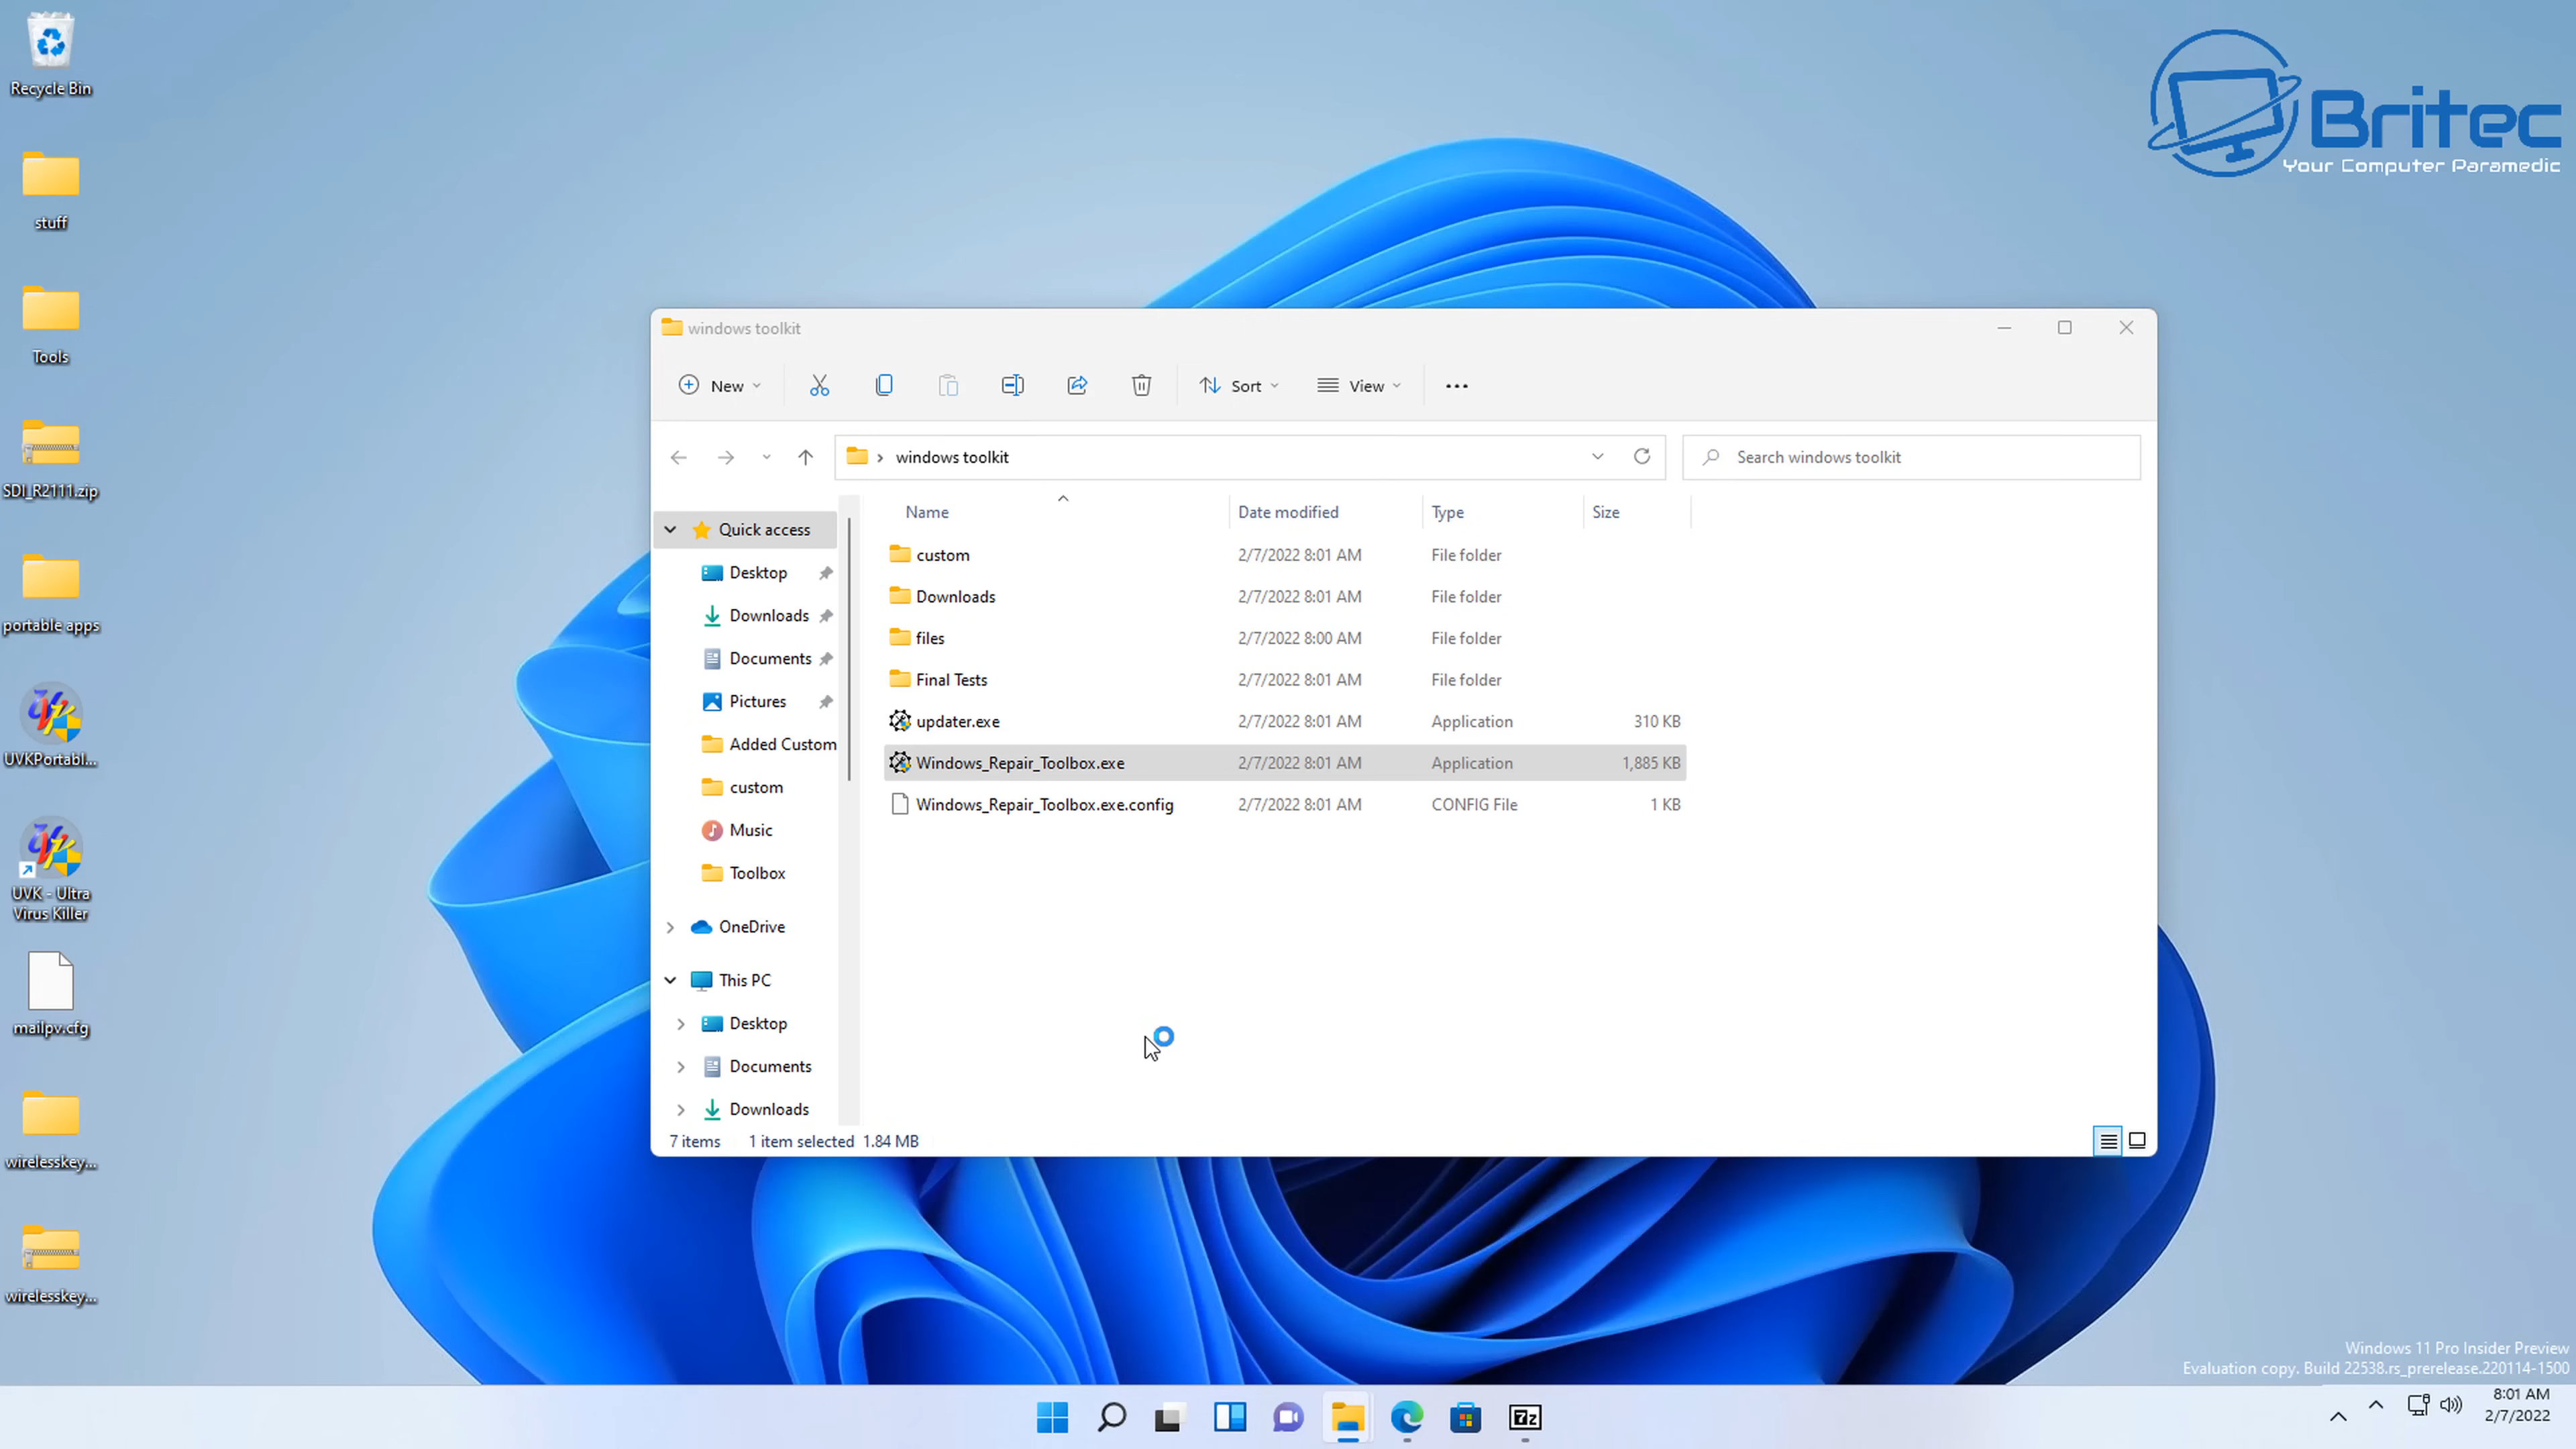 Recycle Bin
stuff
Tools
SDI_R2111.zip
portable apps
UVKPortabl...
UVK - Ultra
Virus Killer
mailpv.cfg
wirelesskey...
wirelesskey...
Britec
Your Computer Paramedic
windows toolkit
New
Sort
View
windows toolkit
Search windows toolkit
Name Date modified Type Size
Quick access
Desktop
Downloads
Documents
Pictures
Added Custom
custom
Music
Toolbox
OneDrive
This PC
Desktop
Documents
Downloads
custom 2/7/2022 8:01 AM File folder
Downloads 2/7/2022 8:01 AM File folder
files 2/7/2022 8:00 AM File folder
Final Tests 2/7/2022 8:01 AM File folder
updater.exe 2/7/2022 8:01 AM Application 310 KB
Windows_Repair_Toolbox.exe 2/7/2022 8:01 AM Application 1,885 KB
Windows_Repair_Toolbox.exe.config 2/7/2022 8:01 AM CONFIG File 1 KB
7 items 1 item selected 1.84 MB
Windows 11 Pro Insider Preview
Evaluation copy. Build 22538.rs_prerelease.220114-1500
7z
8:01 AM
2/7/2022